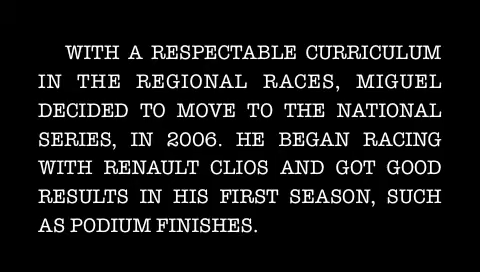 WITH A RESPECTABLE CURRICULUM
IN THE REGIONAL RACES, MIGUEL
DECIDED TO MOVE TO THE NATIONAL
SERIES, IN 2006. HE BEGAN RACING
WITH RENAULT CLIOS AND GOT GOOD
RESULTS IN HIS FIRST SEASON, SUCH
AS PODIUM FINISHES.